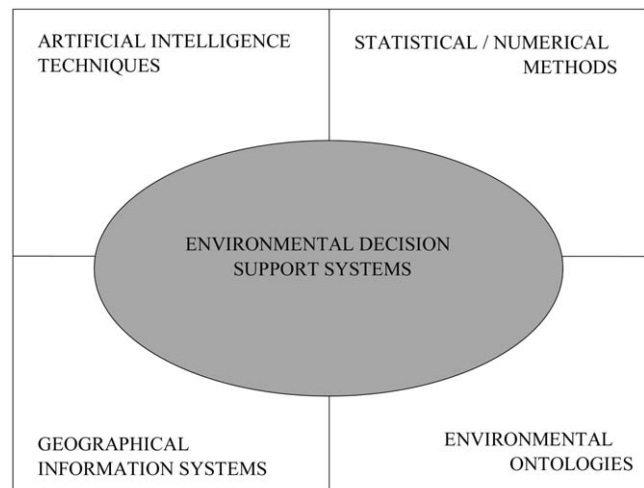 ARTIFICIAL INTELLIGENCE
TECHNIQUES
STATISTICAL / NUMERICAL
METHODS
ENVIRONMENTAL DECISION
SUPPORT SYSTEMS
GEOGRAPHICAL
INFORMATION SYSTEMS
ENVIRONMENTAL
ONTOLOGIES